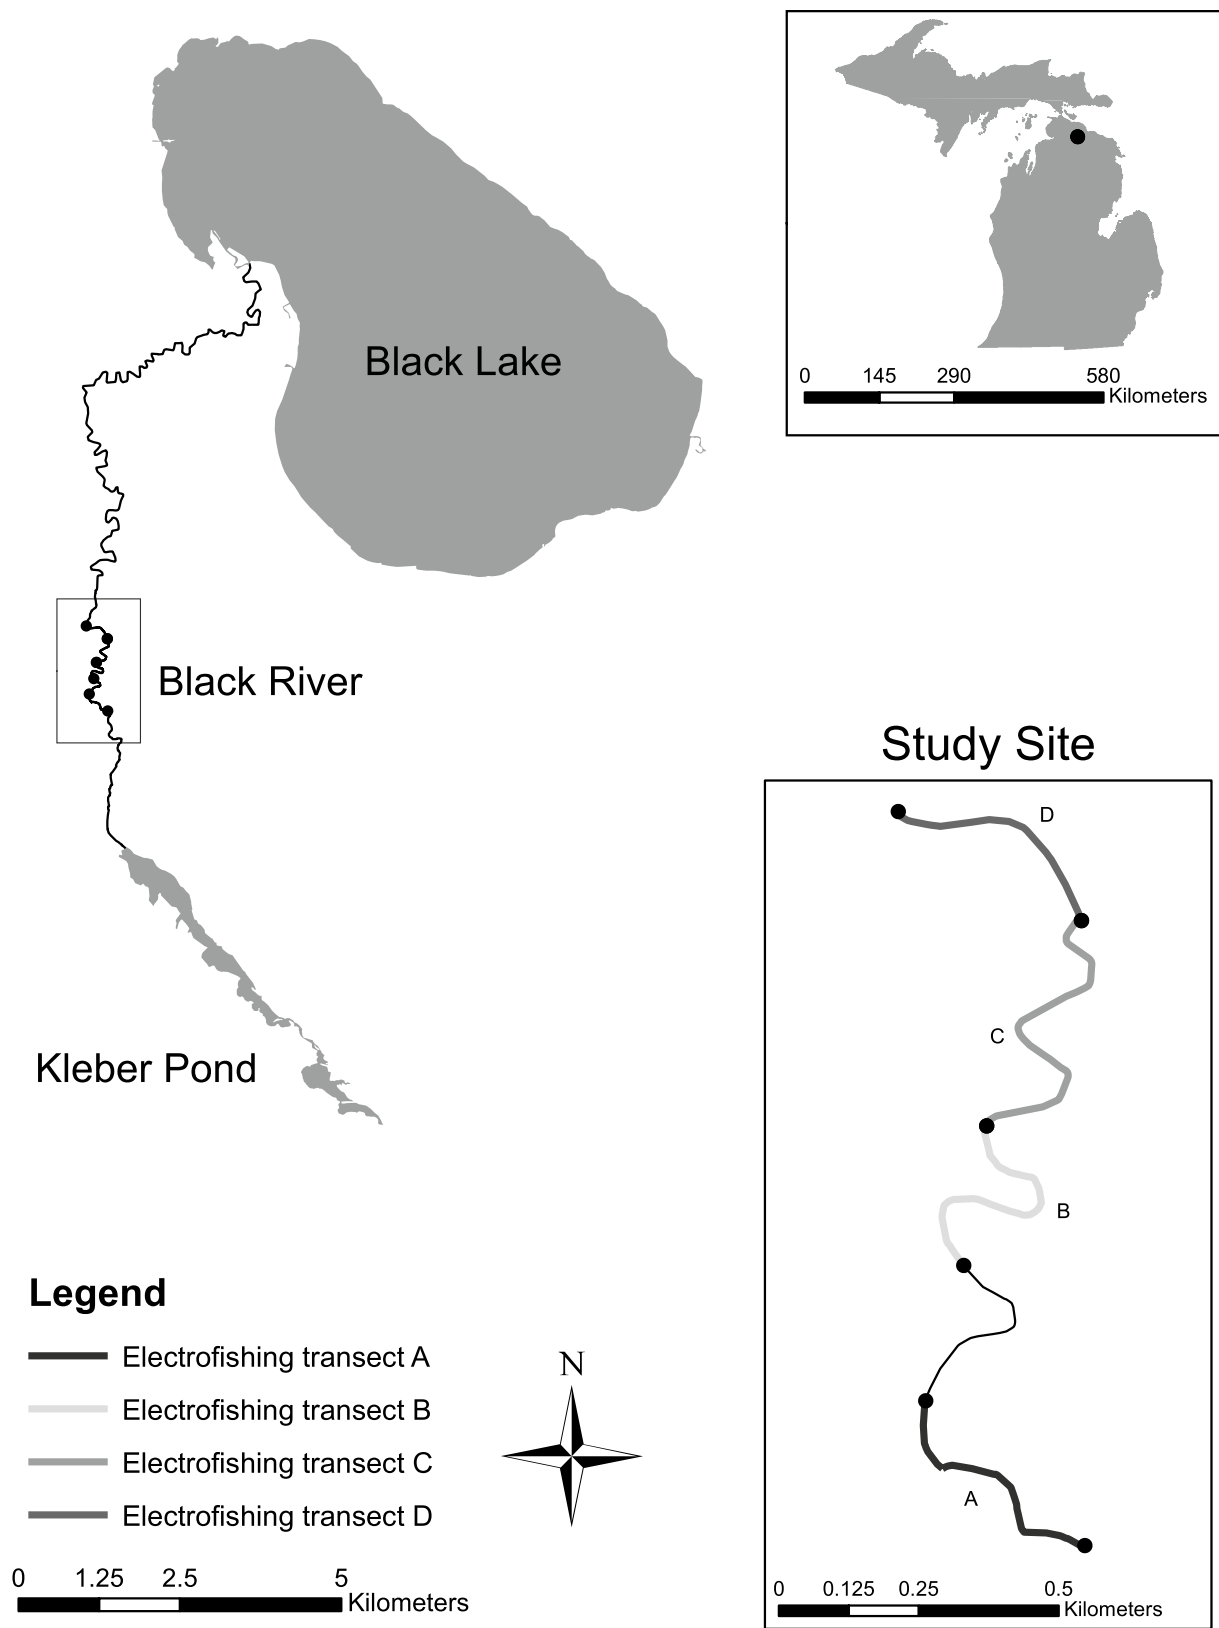 Black Lake
0 145 290 580
Kilometers
Black River
Study Site
D
C
B
A
Kleber Pond
Legend
Electrofishing transect A
Electrofishing transect B
Electrofishing transect C
Electrofishing transect D
N
0 1.25 2.5 5
Kilometers
0 0.125 0.25 0.5
Kilometers